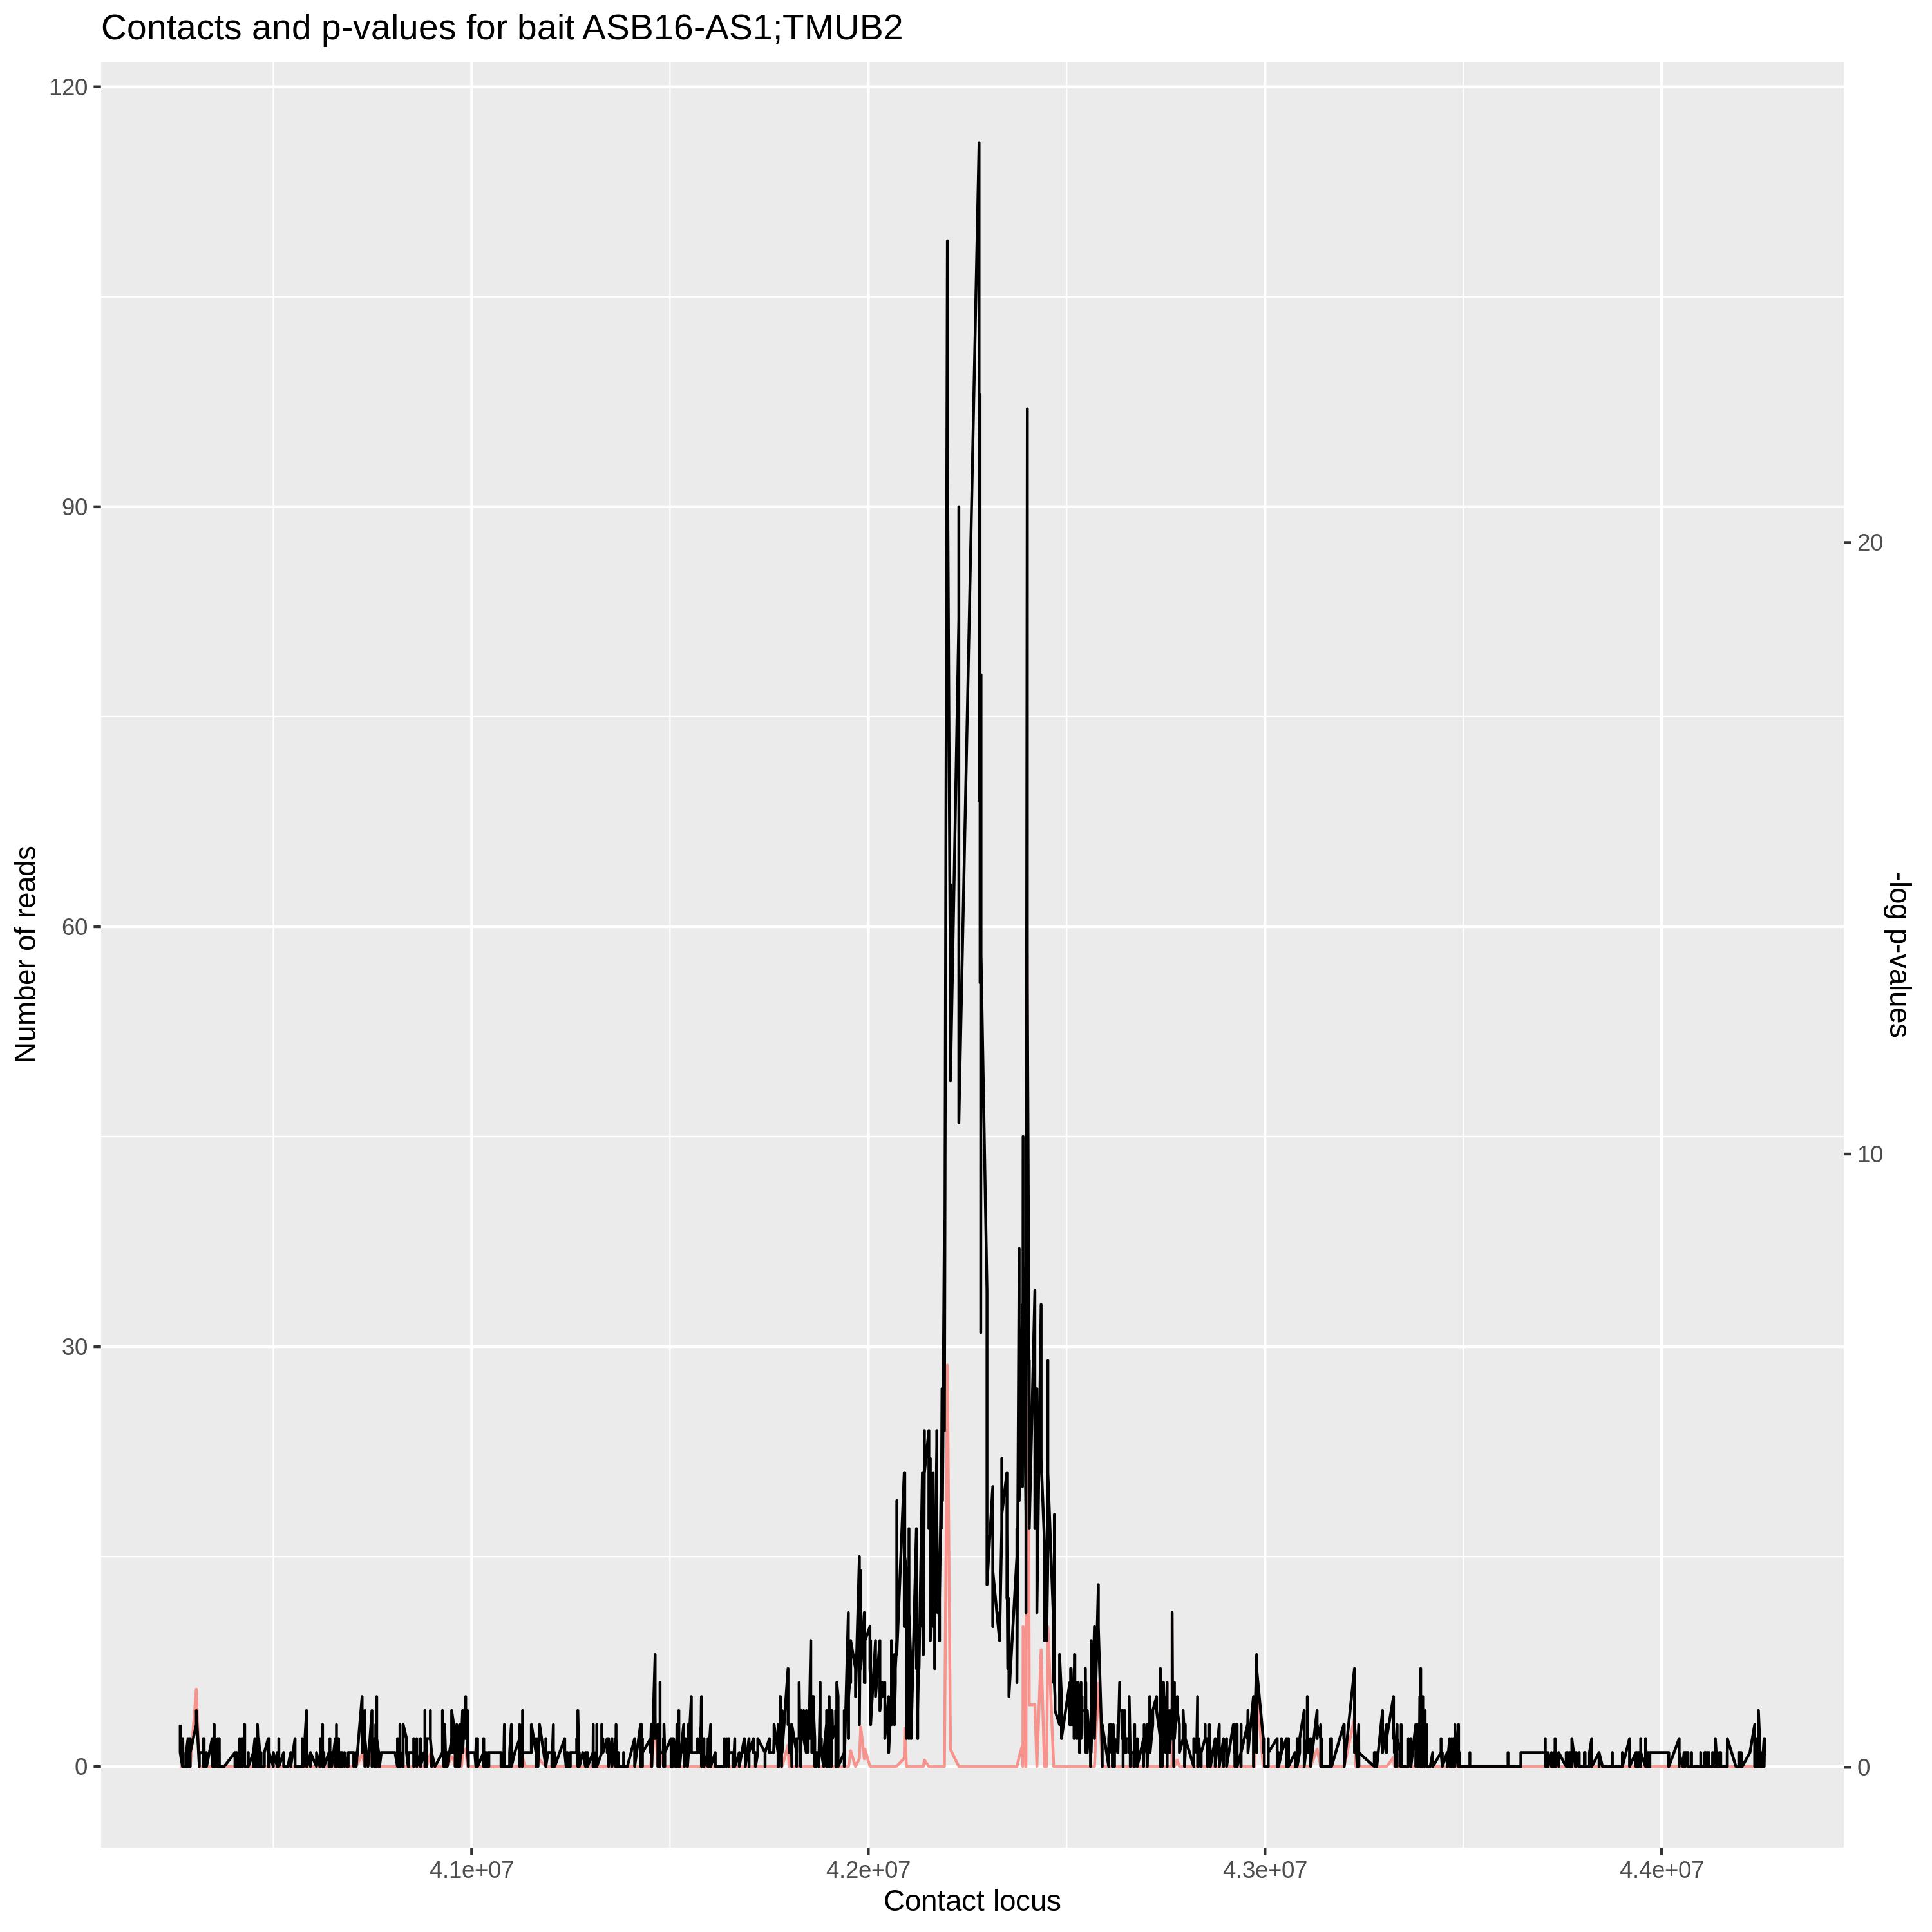 Contacts and p-values for bait ASB16-AS1;TMUB2
120
90
60
30
0
Number of reads
20
10
0
-log p-values
4.1e+07 4.2e+07 4.3e+07 4.4e+07
Contact locus